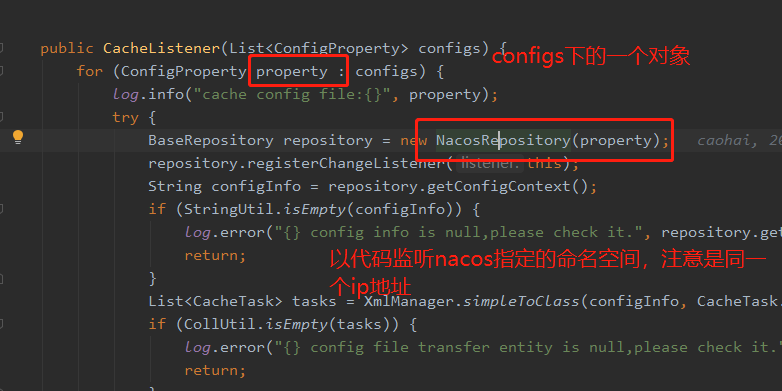 public CacheListener(List<ConfigProperty> configs) {
configs下的一个对象
for (ConfigProperty property : configs) {
log.info("cache config file:{}", property);
try {
BaseRepository repository = new NacosRepository(property); caohai, 20
repository.registerChangeListener( listener: this);
String configInfo = repository.getConfigContext();
if (StringUtil.isEmpty(configInfo)) {
log.error("{} config info is null,please check it.", repository.get
return;
以代码监听nacos指定的命名空间，注意是同一
}
个ip地址
List<CacheTask> tasks = XmlManager.simpleToClass(configInfo, CacheTask.
if (CollUtil.isEmpty(tasks)) {
log.error("{} config file transfer entity is null,please check it."
return;